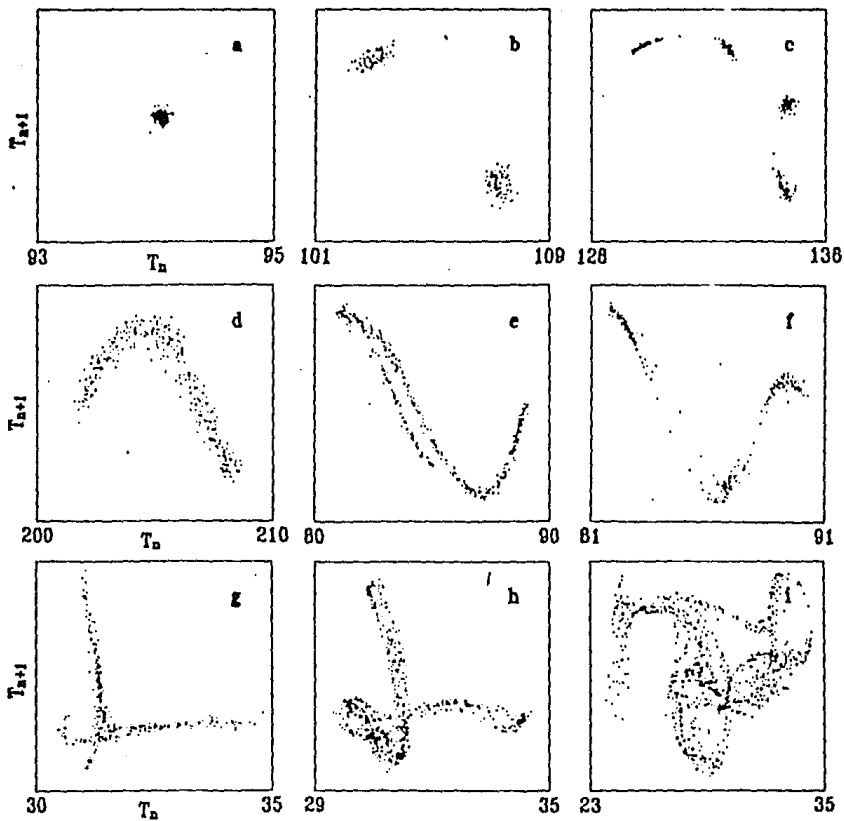 a b c
T_{n+1}
93 T_n 95 101 109 128 136
d e f
T_{n+1}
200 T_n 210 80 90 81 91
g h i
T_{n+1}
30 T_n 35 29 35 23 35